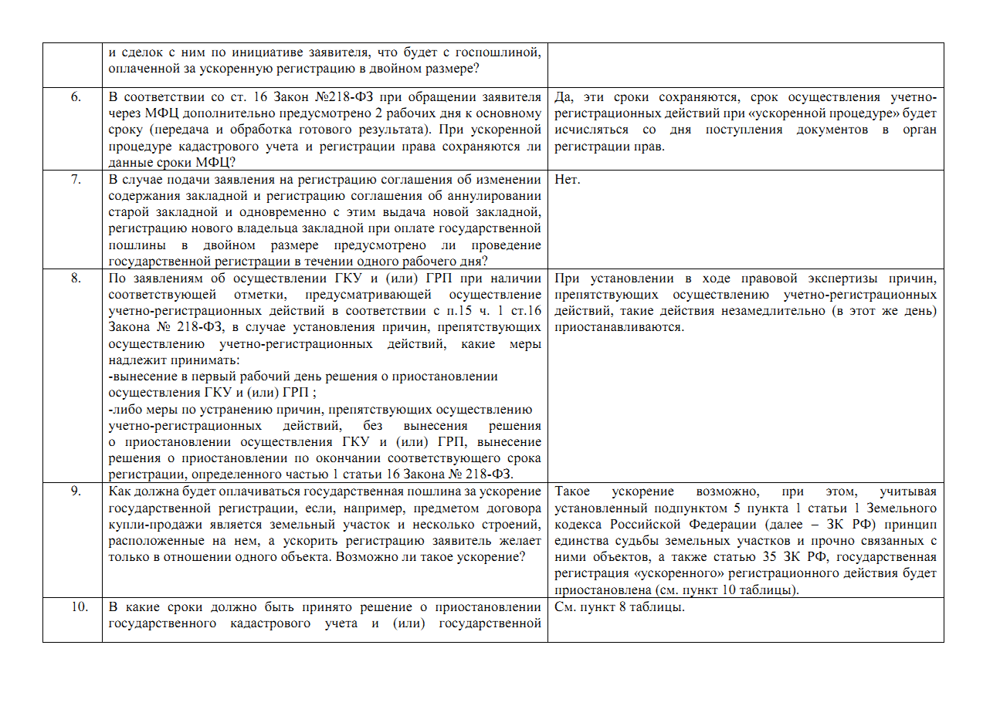 и сделок с ним по инициативе заявителя, что будет с госпошлиной,
оплаченной за ускоренную регистрацию в двойном размере?
6.
В соответствии со ст. 16 Закон №218-ФЗ при обращении заявителя
через МФЦ дополнительно предусмотрено 2 рабочих дня к основному
сроку (передача и обработка готового результата). При ускоренной
процедуре кадастрового учета и регистрации права сохраняются ли
данные сроки МФЦ?
Да, эти сроки сохраняются, срок осуществления учетно-
регистрационных действий при «ускоренной процедуре» будет
исчисляться со дня поступления документов в орган
регистрации прав.
7.
В случае подачи заявления на регистрацию соглашения об изменении
содержания закладной и регистрацию соглашения об аннулировании
старой закладной и одновременно с этим выдача новой закладной,
регистрацию нового владельца закладной при оплате государственной
пошлины в двойном размере предусмотрено ли проведение
государственной регистрации в течении одного рабочего дня?
Нет.
8.
По заявлениям об осуществлении ГКУ и (или) ГРП при наличии
соответствующей отметки, предусматривающей осуществление
учетно-регистрационных действий в соответствии с п.15 ч. 1 ст.16
Закона № 218-ФЗ, в случае установления причин, препятствующих
осуществлению учетно-регистрационных действий, какие меры
надлежит принимать:
-вынесение в первый рабочий день решения о приостановлении
осуществления ГКУ и (или) ГРП ;
-либо меры по устранению причин, препятствующих осуществлению
учетно-регистрационных действий, без вынесения решения
о приостановлении осуществления ГКУ и (или) ГРП, вынесение
решения о приостановлении по окончании соответствующего срока
регистрации, определенного частью 1 статьи 16 Закона № 218-ФЗ.
При установлении в ходе правовой экспертизы причин,
препятствующих осуществлению учетно-регистрационных
действий, такие действия незамедлительно (в этот же день)
приостанавливаются.
9.
Как должна будет оплачиваться государственная пошлина за ускорение
государственной регистрации, если, например, предметом договора
купли-продажи является земельный участок и несколько строений,
расположенные на нем, а ускорить регистрацию заявитель желает
только в отношении одного объекта. Возможно ли такое ускорение?
Такое ускорение возможно, при этом, учитывая
установленный подпунктом 5 пункта 1 статьи 1 Земельного
кодекса Российской Федерации (далее – ЗК РФ) принцип
единства судьбы земельных участков и прочно связанных с
ними объектов, а также статью 35 ЗК РФ, государственная
регистрация «ускоренного» регистрационного действия будет
приостановлена (см. пункт 10 таблицы).
10.
В какие сроки должно быть принято решение о приостановлении
государственного кадастрового учета и (или) государственной
См. пункт 8 таблицы.